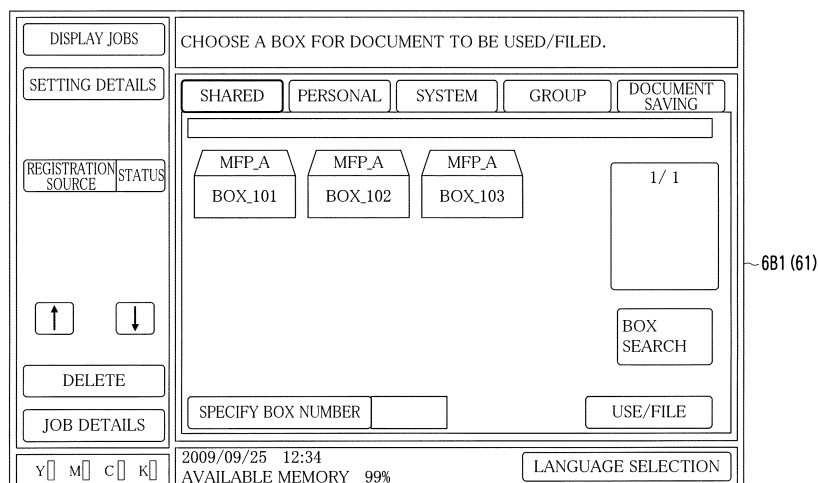 DISPLAY JOBS
SETTING DETAILS
REGISTRATION
SOURCE
STATUS
↑ ↓
DELETE
JOB DETAILS
Y M C K
CHOOSE A BOX FOR DOCUMENT TO BE USED/FILED.
SHARED PERSONAL SYSTEM GROUP DOCUMENT
SAVING
MFP_A MFP_A MFP_A
BOX_101 BOX_102 BOX_103
1/ 1
BOX
SEARCH
SPECIFY BOX NUMBER
USE/FILE
2009/09/25 12:34
AVAILABLE MEMORY 99%
LANGUAGE SELECTION
6B1 (61)